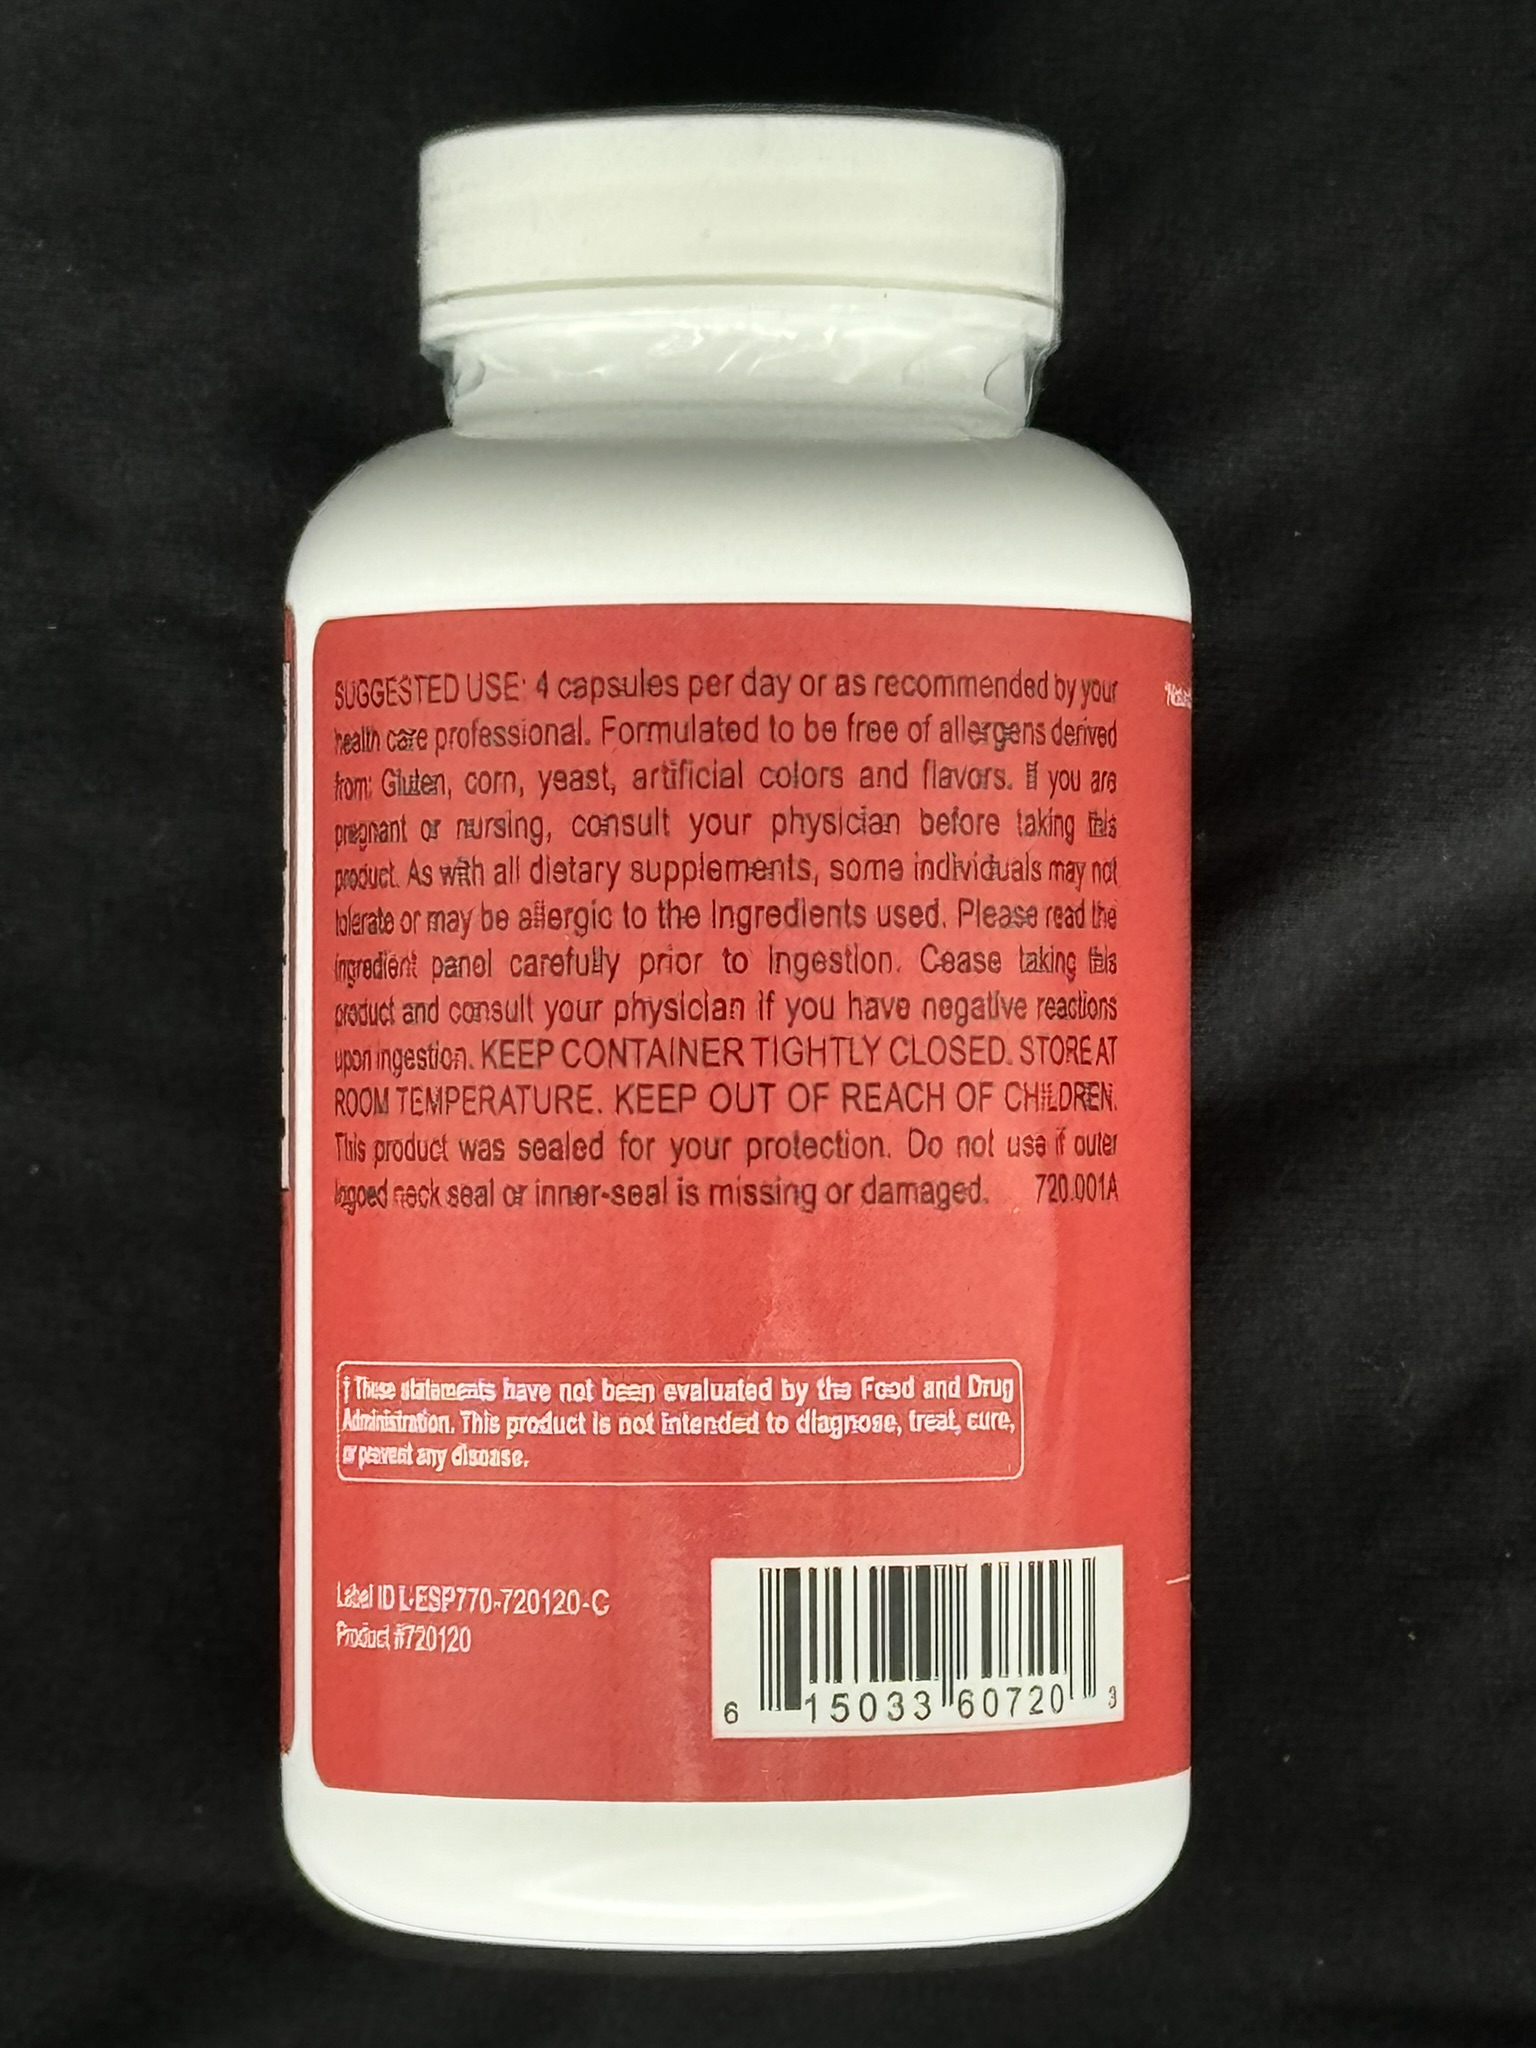 SUGGESTED USE: 4 capsules per day or as recommended by your
health care professional. Formulated to be free of allergens derived
from: Gluten, corn, yeast, artificial colors and flavors. If you are
pregnant or nursing, consult your physician before taking this
product. As with all dietary supplements, some individuals may not
tolerate or may be allergic to the ingredients used. Please read the
ingredient panel carefully prior to ingestion. Cease taking this
product and consult your physician if you have negative reactions
upon ingestion. KEEP CONTAINER TIGHTLY CLOSED. STORE AT
ROOM TEMPERATURE. KEEP OUT OF REACH OF CHILDREN.
This product was sealed for your protection. Do not use if outer
logoed neck seal or inner-seal is missing or damaged. 720.001A
† These statements have not been evaluated by the Food and Drug
Administration. This product is not intended to diagnose, treat, cure,
or prevent any disease.
Label ID L-ESP770-720120-C
Product #720120
6 15033 60720 3